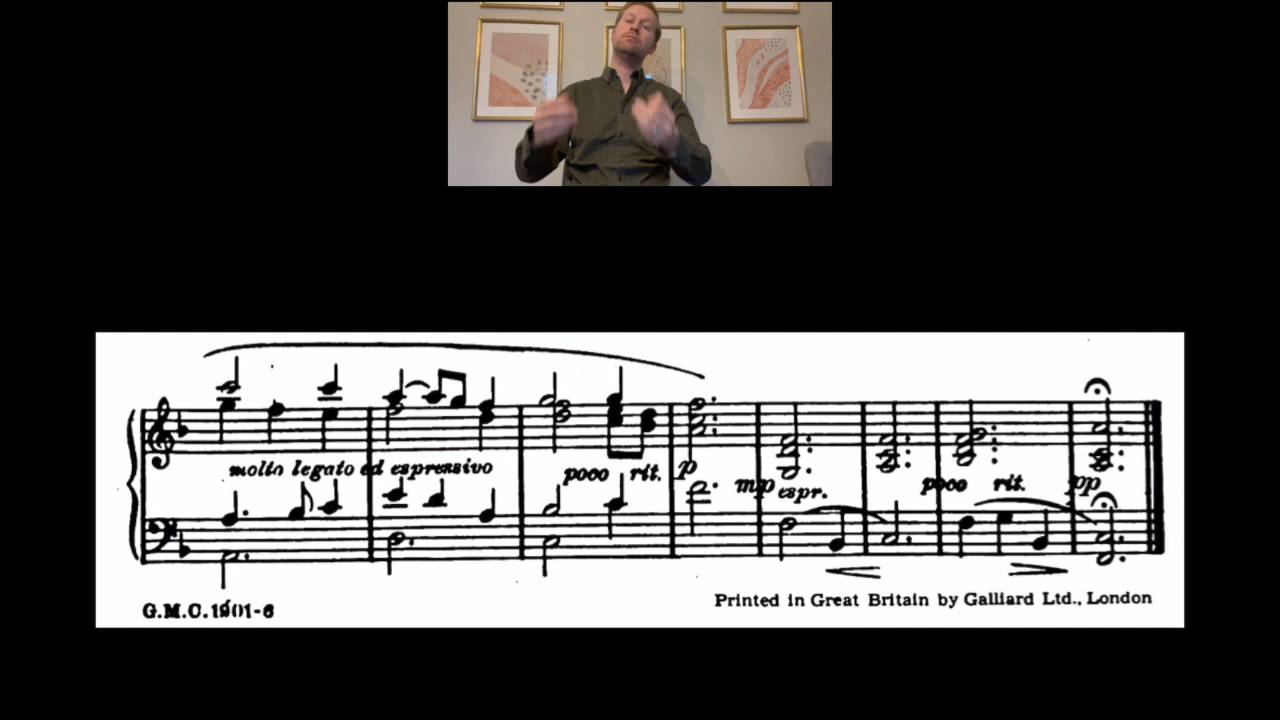 molto legato ed espressivo poco rit. p
mp espr. poco rit. pp
G.M.C. 1901-6
Printed in Great Britain by Galliard Ltd., London